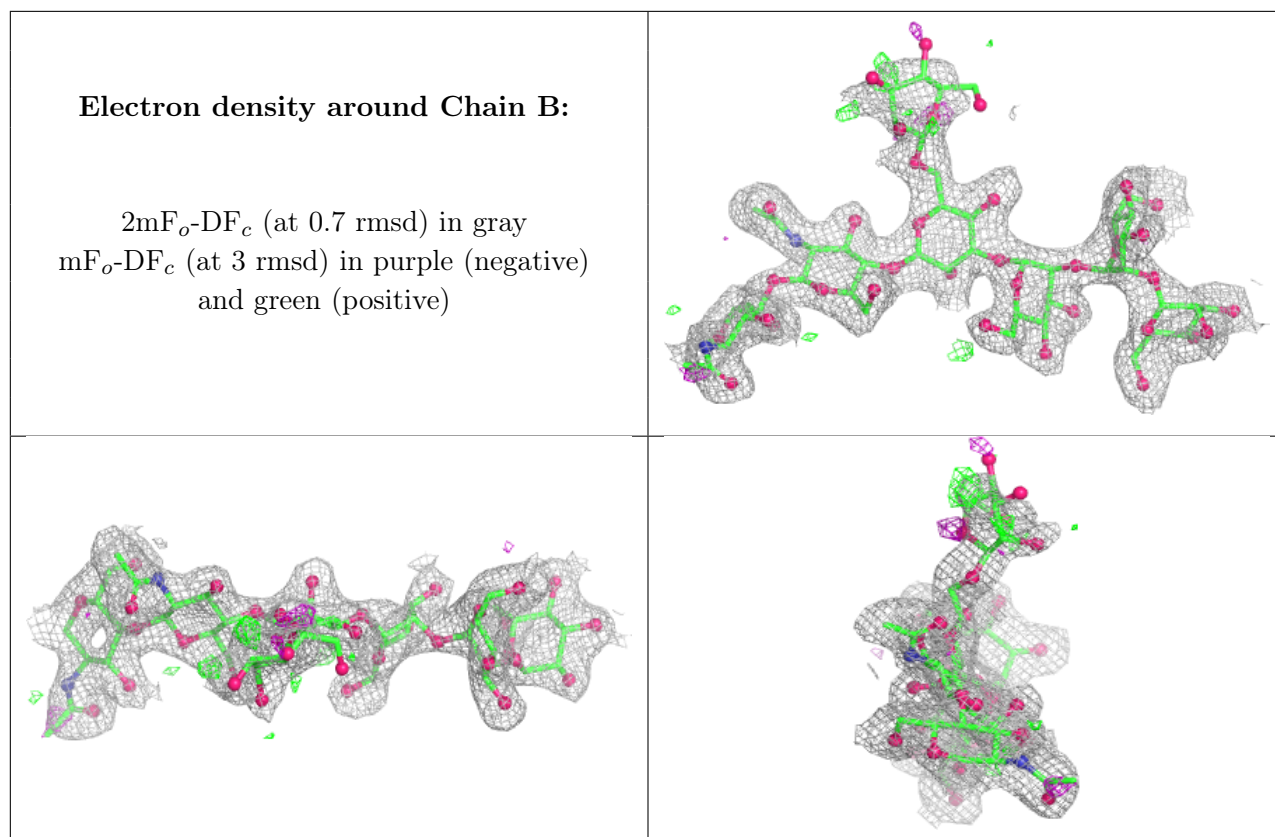 Electron density around Chain B:
2mFo-DFc (at 0.7 rmsd) in gray
mFo-DFc (at 3 rmsd) in purple (negative)
and green (positive)